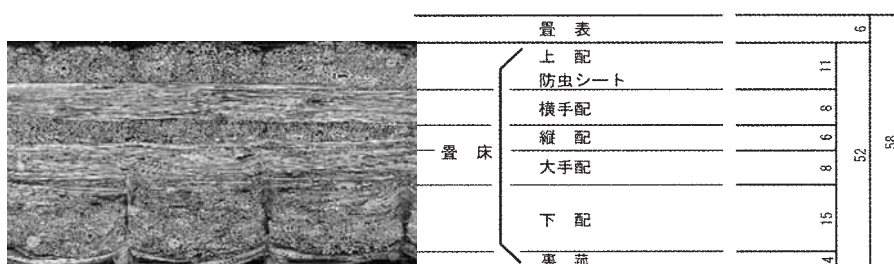 畳 表 6
上 配
防虫シート 11
横手配 8
縦 配 6
畳 床
大手配 8
52
58
下 配 15
裏 菰 4